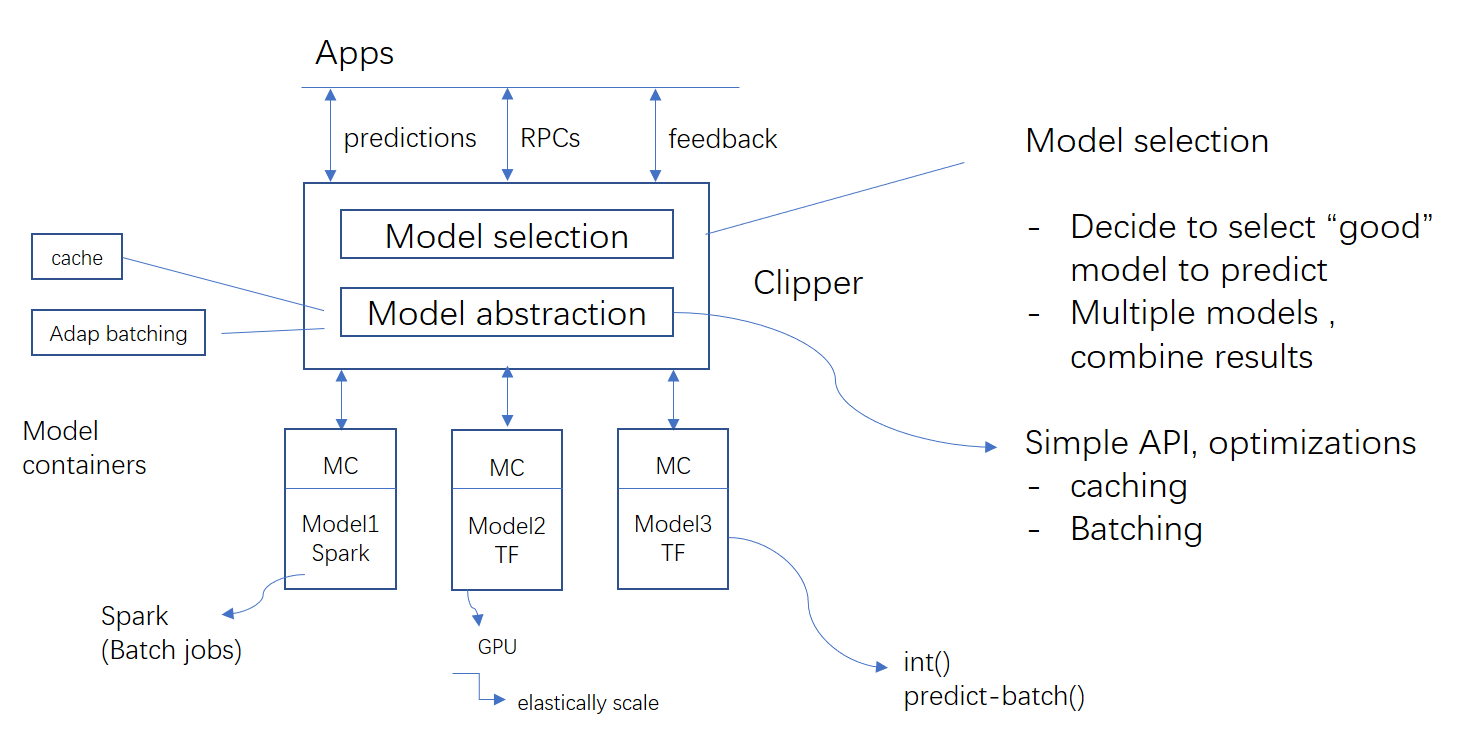 Apps
predictions
RPCs
feedback
Model selection
Model abstraction
cache
Adap batching
Clipper
Model selection
- Decide to select “good”
model to predict
- Multiple models ,
combine results
Simple API, optimizations
- caching
- Batching
Model
containers
MC
Model1
Spark
MC
Model2
TF
MC
Model3
TF
Spark
(Batch jobs)
GPU
elastically scale
int()
predict-batch()